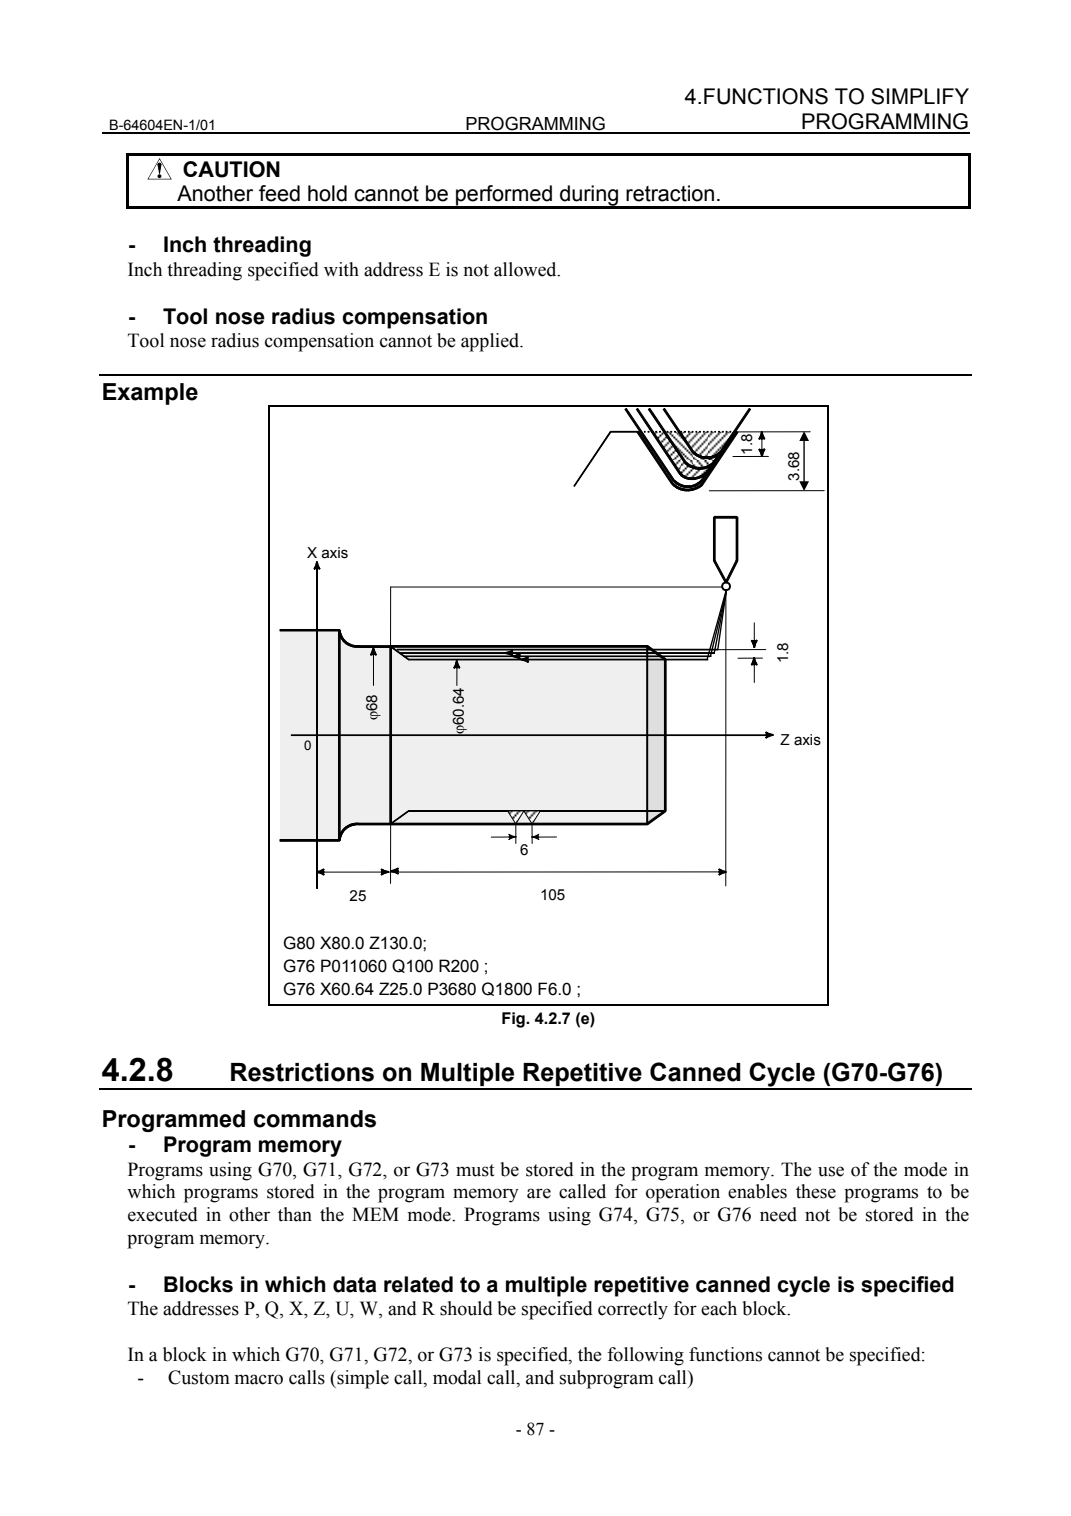 4.FUNCTIONS TO SIMPLIFY
B-64604EN-1/01 PROGRAMMING PROGRAMMING
CAUTION
Another feed hold cannot be performed during retraction.
- Inch threading
Inch threading specified with address E is not allowed.
- Tool nose radius compensation
Tool nose radius compensation cannot be applied.
Example
1.8
3.68
X axis
1.8
φ68
φ60.64
0
Z axis
6
25
105
G80 X80.0 Z130.0;
G76 P011060 Q100 R200 ;
G76 X60.64 Z25.0 P3680 Q1800 F6.0 ;
Fig. 4.2.7 (e)
4.2.8 Restrictions on Multiple Repetitive Canned Cycle (G70-G76)
Programmed commands
- Program memory
Programs using G70, G71, G72, or G73 must be stored in the program memory. The use of the mode in
which programs stored in the program memory are called for operation enables these programs to be
executed in other than the MEM mode. Programs using G74, G75, or G76 need not be stored in the
program memory.
- Blocks in which data related to a multiple repetitive canned cycle is specified
The addresses P, Q, X, Z, U, W, and R should be specified correctly for each block.
In a block in which G70, G71, G72, or G73 is specified, the following functions cannot be specified:
- Custom macro calls (simple call, modal call, and subprogram call)
- 87 -